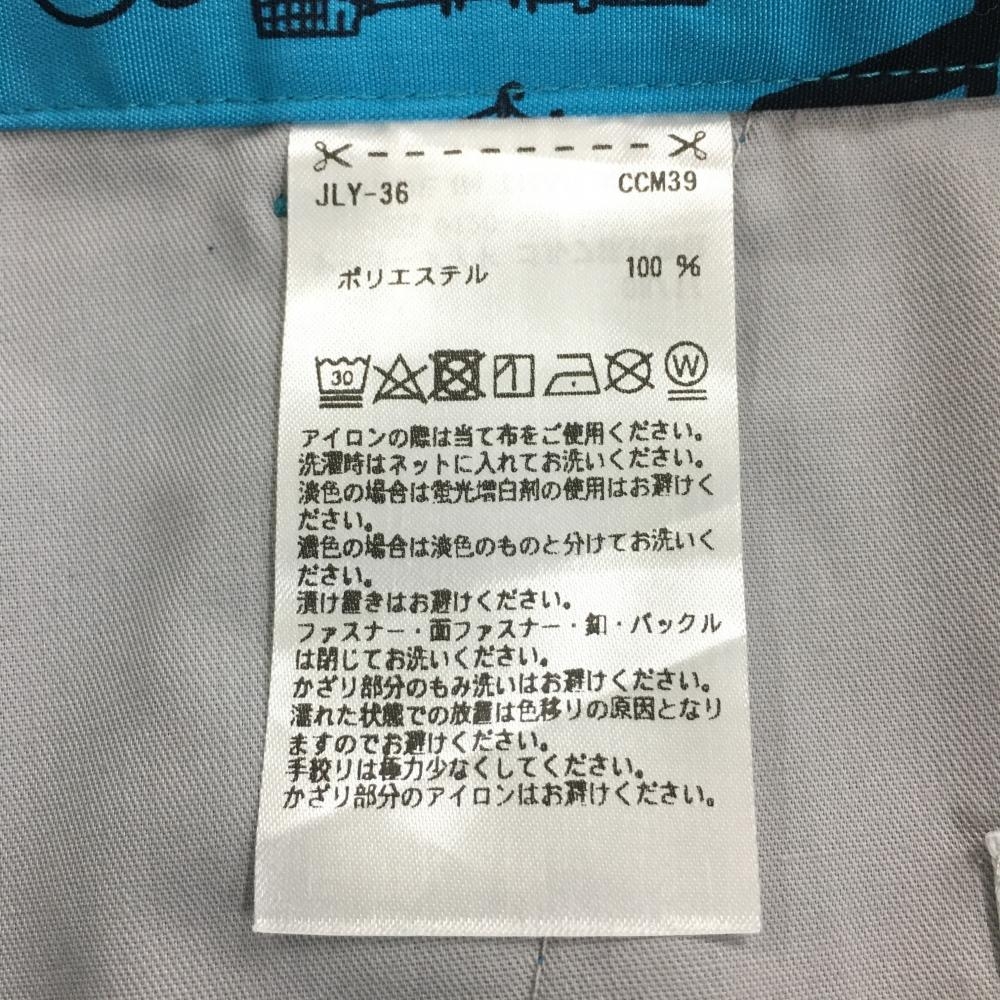 JLY-36 CCM39
ポリエステル 100 %
30 W
アイロンの際は当て布をご使用ください。
洗濯時はネットに入れてお洗いください。
淡色の場合は蛍光増白剤の使用はお避けく
ださい。
濃色の場合は淡色のものと分けてお洗いく
ださい。
漬け置きはお避けください。
ファスナー・面ファスナー・釦・バックル
は閉じてお洗いください。
かざり部分のもみ洗いはお避けください。
濡れた状態での放置は色移りの原因となり
ますのでお避けください。
手絞りは極力少なくしてください。
かざり部分のアイロンはお避けください。